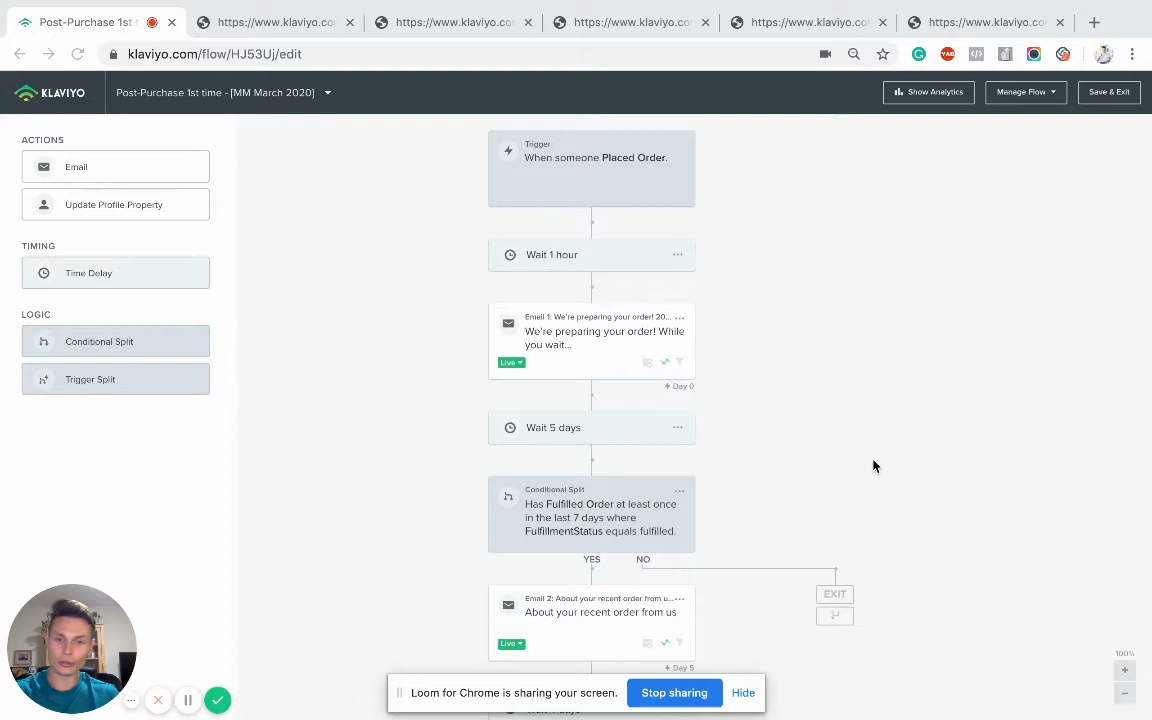 Post-Purchase 1st t
https://www.klaviyo.com/
https://www.klaviyo.com/
https://www.klaviyo.com/
https://www.klaviyo.com/
https://www.klaviyo.com/
klaviyo.com/flow/HJ53Uj/edit
YAB
KLAVIYO
Post-Purchase 1st time - [MM March 2020]
Show Analytics
Manage Flow
Save & Exit
ACTIONS
Email
Update Profile Property
TIMING
Time Delay
LOGIC
Conditional Split
Trigger Split
Trigger
When someone Placed Order.
Wait 1 hour
Email 1: We're preparing your order! 20...
We're preparing your order! While
you wait...
Live
Day 0
Wait 5 days
Conditional Split
Has Fulfilled Order at least once
in the last 7 days where
FulfillmentStatus equals fulfilled.
YES
NO
EXIT
Email 2: About your recent order from u...
About your recent order from us
Live
Day 5
100%
Loom for Chrome is sharing your screen.
Stop sharing
Hide